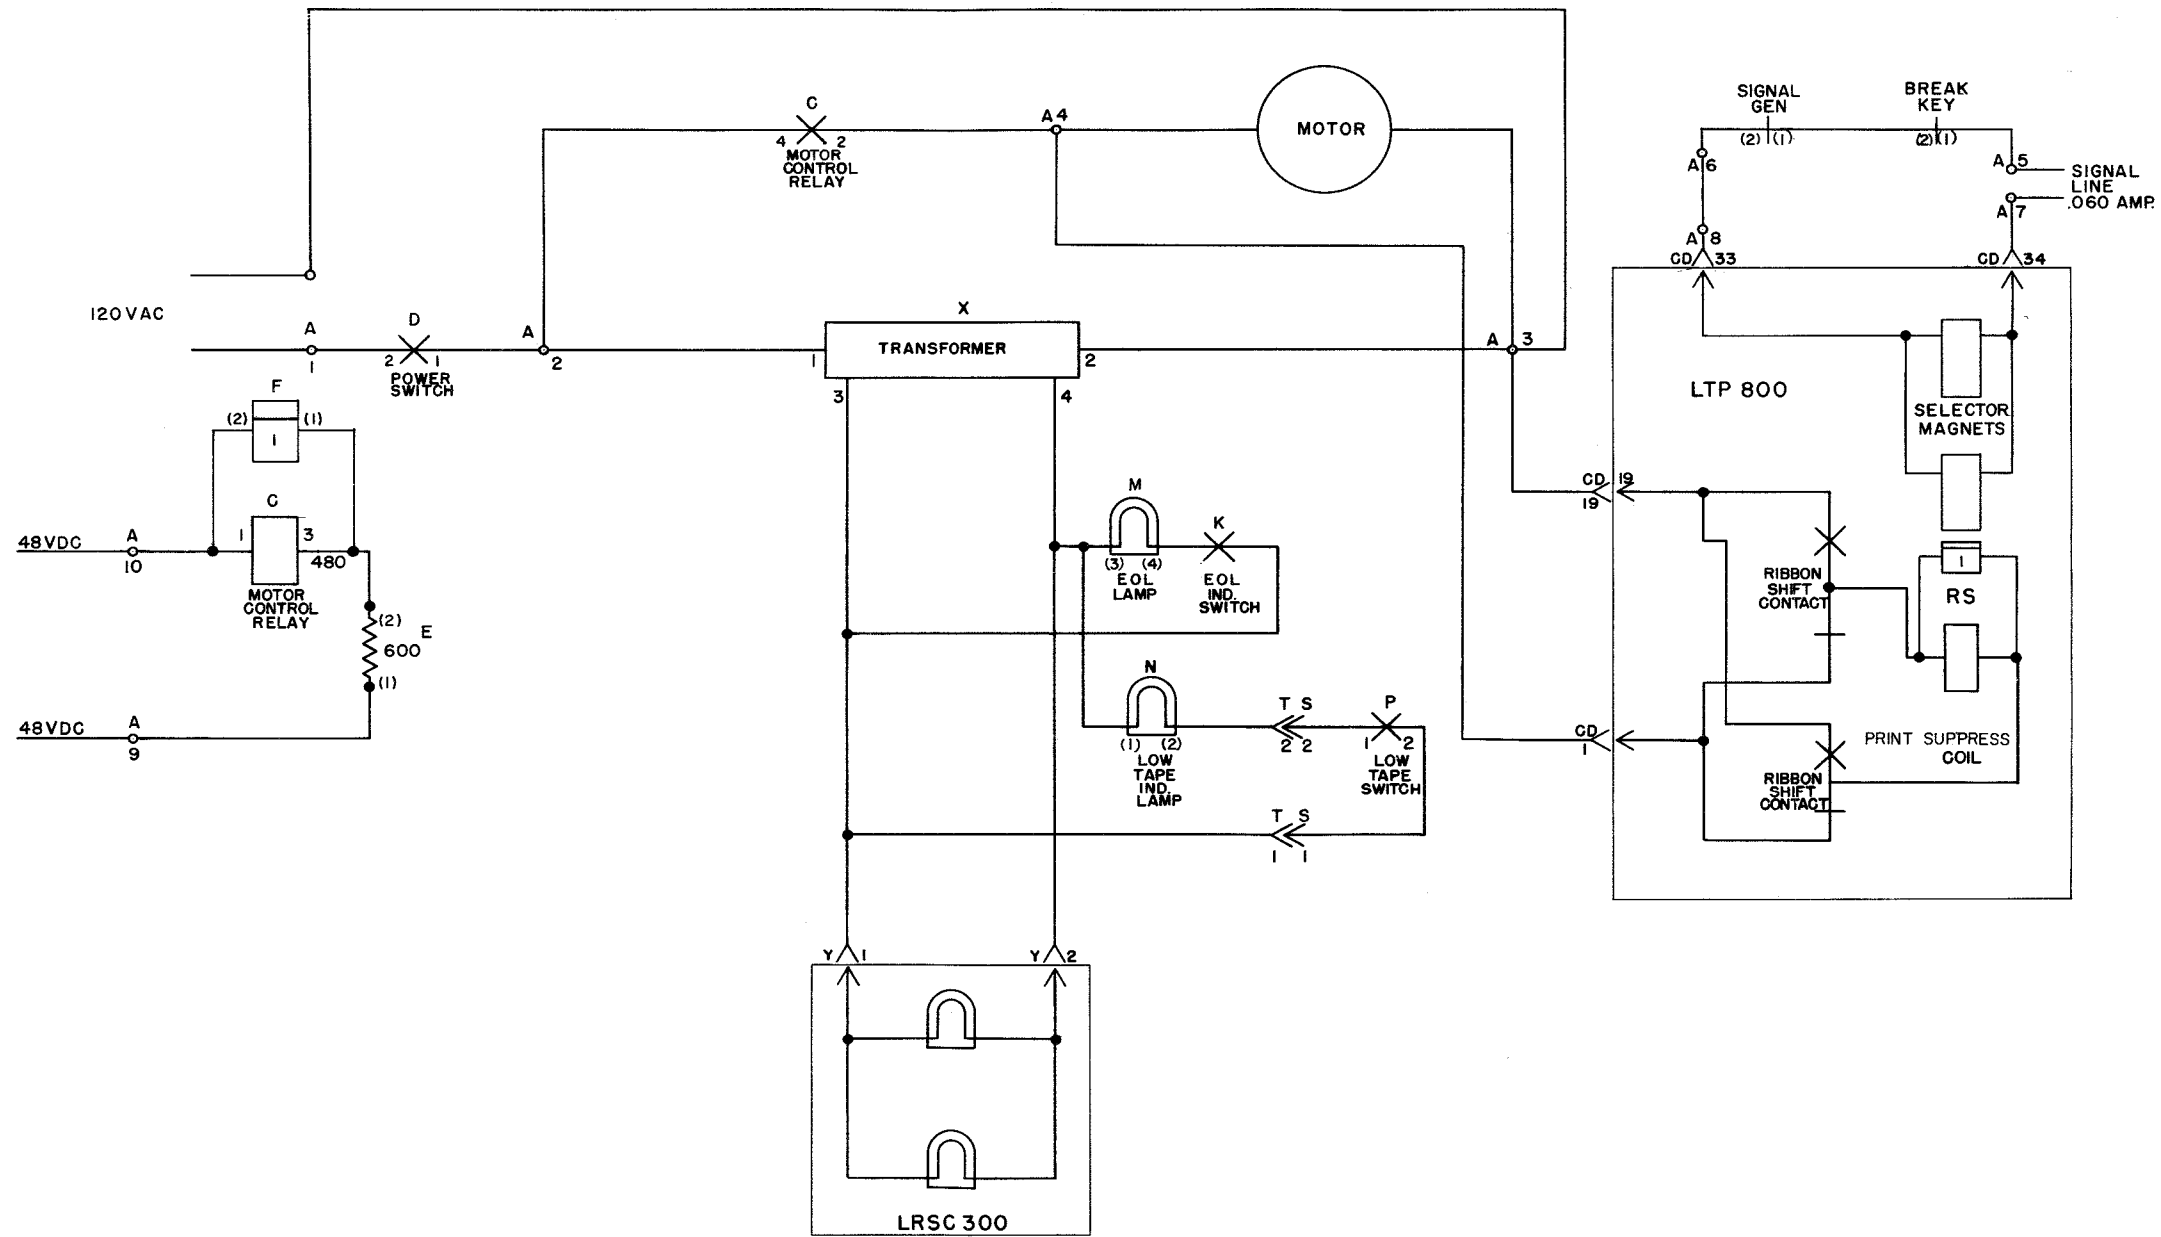 C
4 2
MOTOR
CONTROL
RELAY
A 4
MOTOR
SIGNAL
GEN
(2) (1)
BREAK
KEY
(2) (1)
A 6
A 5
SIGNAL
LINE
.060 AMP.
A 7
A 8
CD 33
CD 34
120 VAC
A
1
D
2 1
POWER
SWITCH
A
2
X
TRANSFORMER
1
2
3
4
A 3
LTP 800
SELECTOR
MAGNETS
F
(2) (1)
1
C
48VDC
A
10
1 3
480
MOTOR
CONTROL
RELAY
(2)
E
600
(1)
48VDC
A
9
M
(3) (4)
EOL
LAMP
K
EOL
IND.
SWITCH
N
(1) (2)
LOW
TAPE
IND.
LAMP
T S
2 2
P
1 2
LOW
TAPE
SWITCH
T S
1 1
CD 19
19
RIBBON
SHIFT
CONTACT
1
RS
CD
1
PRINT SUPPRESS
COIL
RIBBON
SHIFT
CONTACT
Y 1
Y 2
LRSC 300